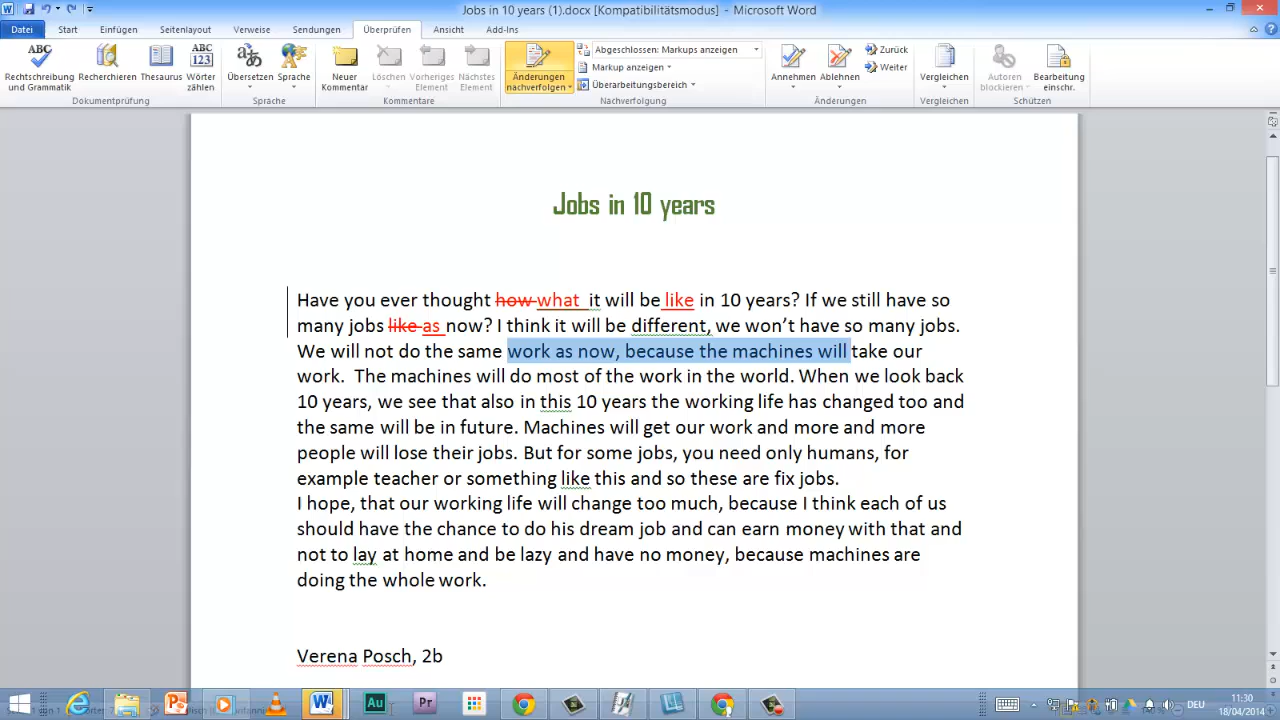 Jobs in 10 years (1).docx [Kompatibilitätsmodus] - Microsoft Word
Datei Start Einfügen Seitenlayout Verweise Sendungen Überprüfen Ansicht Add-Ins
Rechtschreibung und Grammatik
Recherchieren
Thesaurus
Wörter zählen
Dokumentprüfung
Übersetzen
Sprache
Sprache
Neuer Kommentar
Löschen
Vorheriges Element
Nächstes Element
Kommentare
Änderungen nachverfolgen
Abgeschlossen: Markups anzeigen
Markup anzeigen
Überarbeitungsbereich
Nachverfolgung
Annehmen
Ablehnen
Zurück
Weiter
Änderungen
Vergleichen
Vergleichen
Autoren blockieren
Bearbeitung einschr.
Schützen
Jobs in 10 years
Have you ever thought how what it will be like in 10 years? If we still have so
many jobs like as now? I think it will be different, we won't have so many jobs.
We will not do the same work as now, because the machines will take our
work. The machines will do most of the work in the world. When we look back
10 years, we see that also in this 10 years the working life has changed too and
the same will be in future. Machines will get our work and more and more
people will lose their jobs. But for some jobs, you need only humans, for
example teacher or something like this and so these are fix jobs.
I hope, that our working life will change too much, because I think each of us
should have the chance to do his dream job and can earn money with that and
not to lay at home and be lazy and have no money, because machines are
doing the whole work.
Verena Posch, 2b
DEU
11:30
18/04/2014